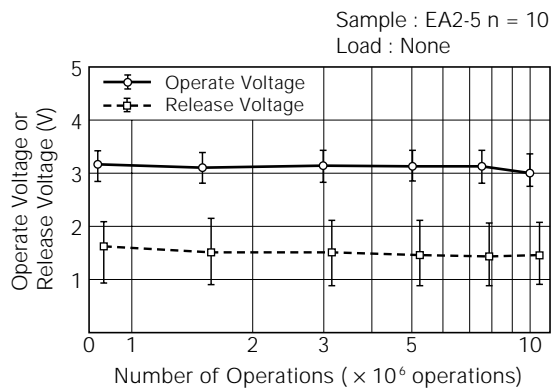 Sample : EA2-5 n = 10
Load : None
5
4
3
2
1
Operate Voltage
Release Voltage
Operate Voltage or
Release Voltage (V)
0 1 2 3 5 10
Number of Operations ( × 10⁶ operations)